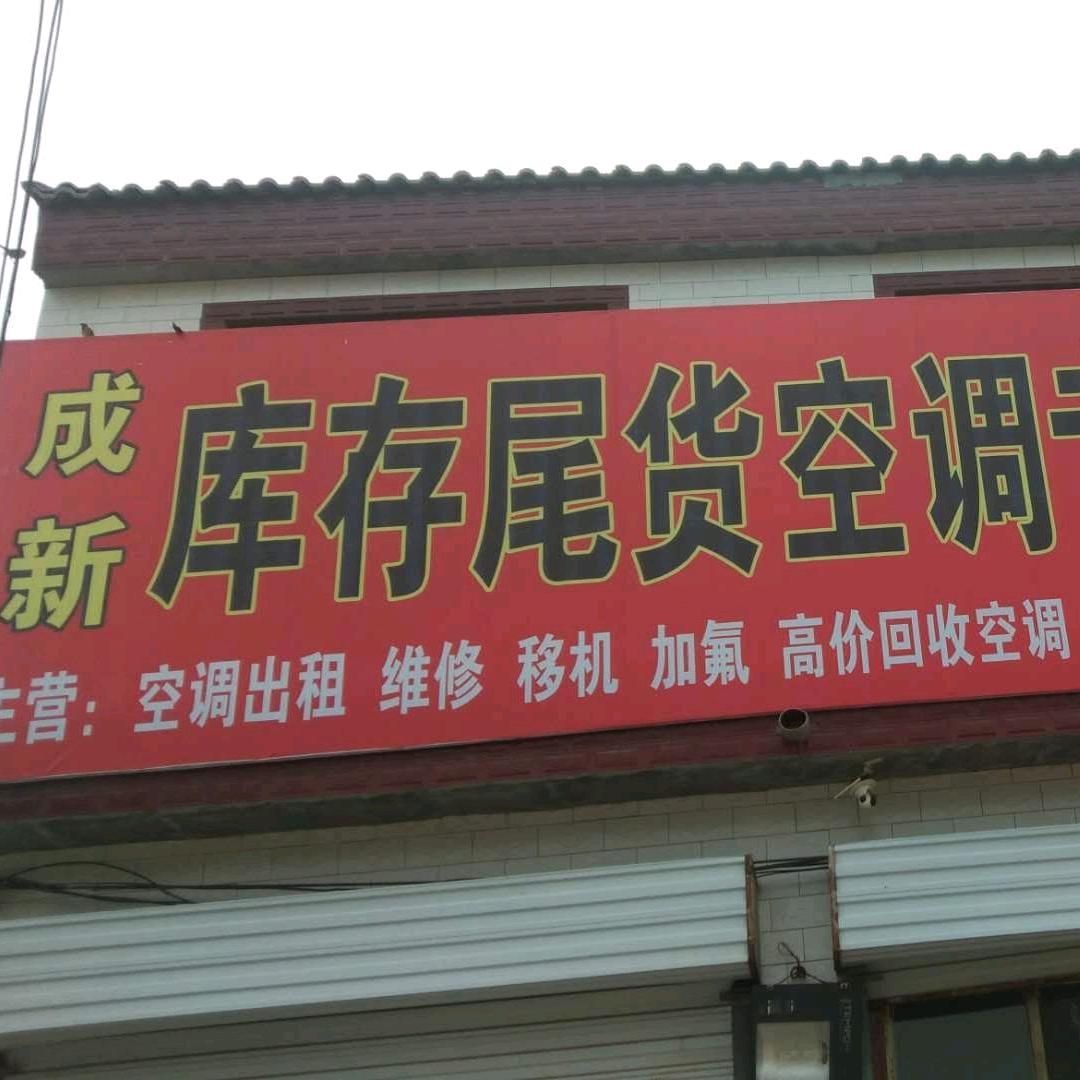 成新
库存尾货空调
主营：空调出租 维修 移机 加氟 高价回收空调